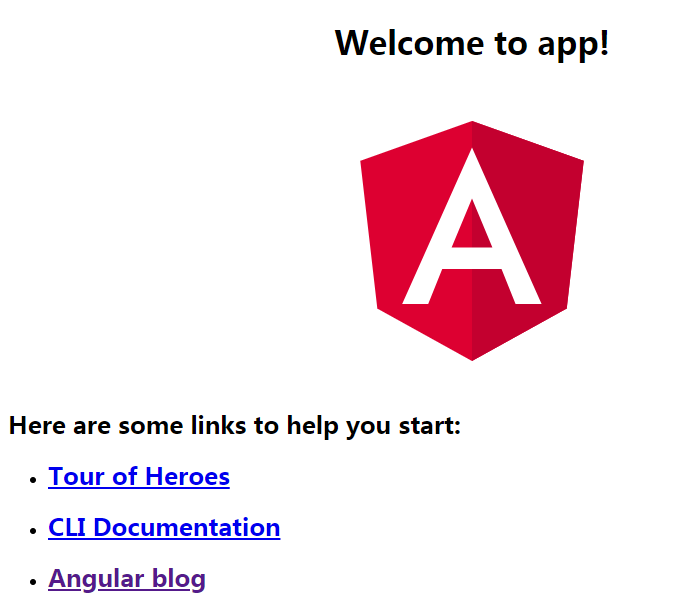 Welcome to app!
A
Here are some links to help you start:
Tour of Heroes
CLI Documentation
Angular blog